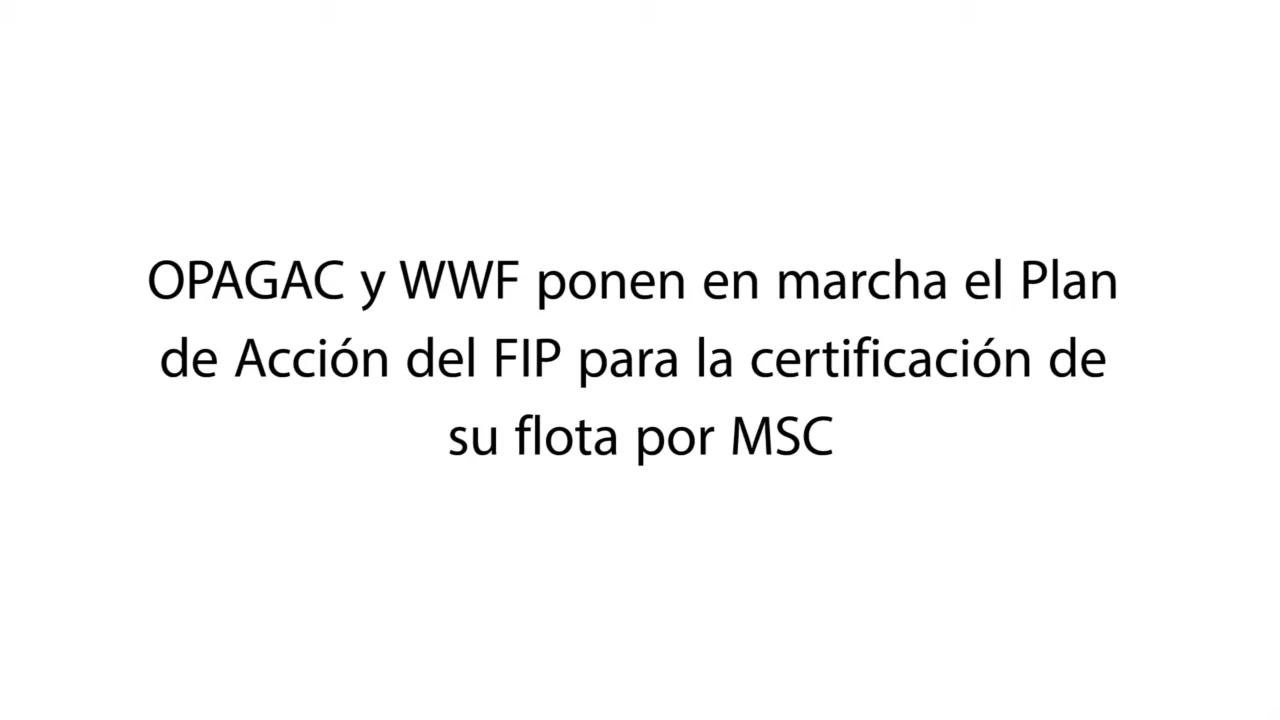 OPAGAC y WWF ponen en marcha el Plan
de Acción del FIP para la certificación de
su flota por MSC